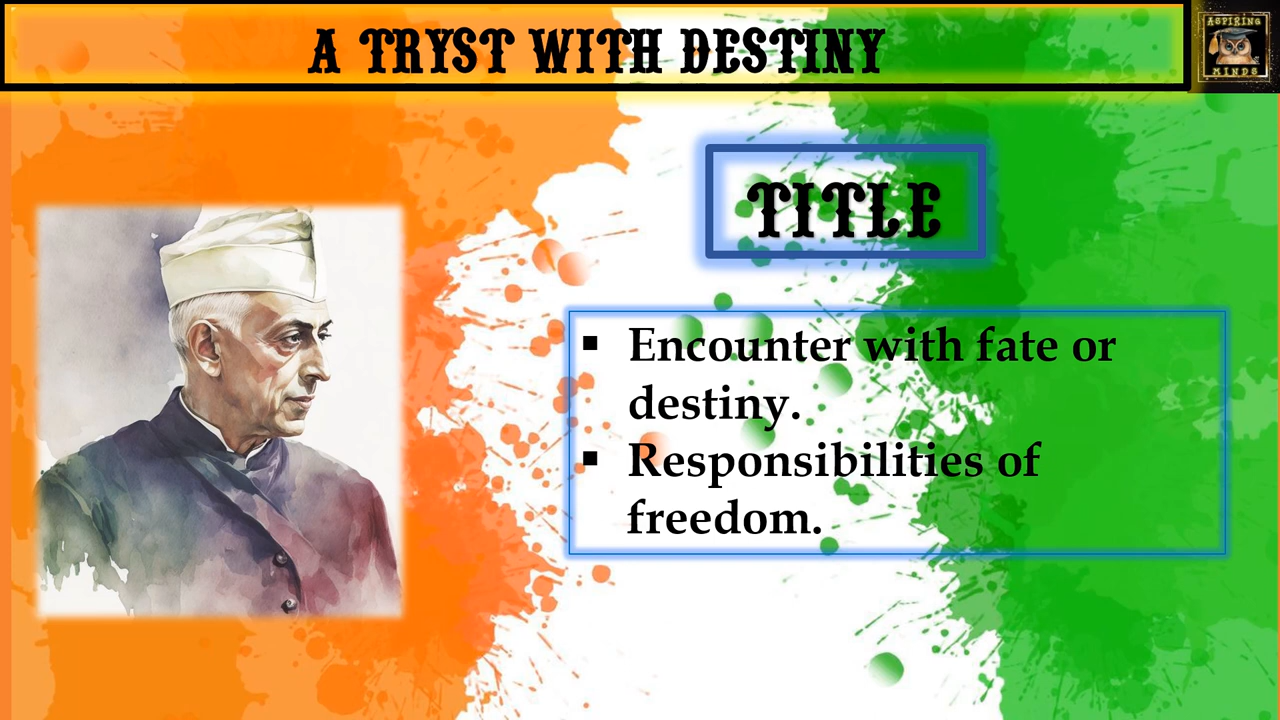 A TRYST WITH DESTINY
ASPIRING
MINDS
TITLE
▪ Encounter with fate or
destiny.
▪ Responsibilities of
freedom.